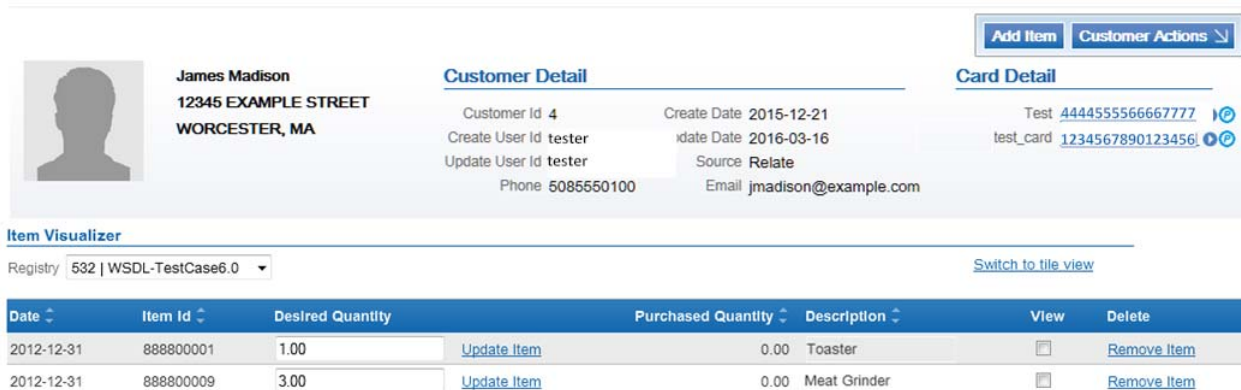 Add Item Customer Actions
James Madison
12345 EXAMPLE STREET
WORCESTER, MA
Customer Detail
Customer Id 4 Create Date 2015-12-21
Create User Id tester date Date 2016-03-16
Update User Id tester Source Relate
Phone 5085550100 Email jmadison@example.com
Card Detail
Test 4444555566667777
test_card 1234567890123456
Item Visualizer
Registry 532 | WSDL-TestCase6.0 Switch to tile view
Date Item Id Desired Quantity Purchased Quantity Description View Delete
2012-12-31 888800001 1.00 Update Item 0.00 Toaster Remove Item
2012-12-31 888800009 3.00 Update Item 0.00 Meat Grinder Remove Item